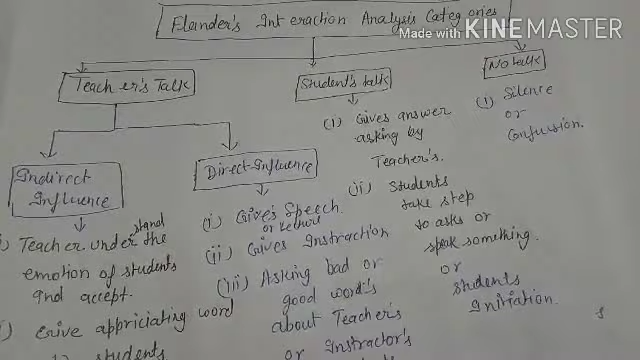 Flander's Interaction Analysis Categories
Made with KINEMASTER
Teacher's Talk
Student's talk
No talk
(i) Silence
or
Confusion.
(i) Gives answer
asking by
Teacher's.
(ii) Students
take step
to asks or
speak something.
or
students
Initiation.
Indirect
Influence
Direct Influence
(i) Gives Speech
or Lecture
(ii) Gives Instraction
(iii) Asking bad or
good word's
about Teacher's
or Instractor's
i) Teacher understand
the
emotion of students
and accept.
i) Give appriciating word
students